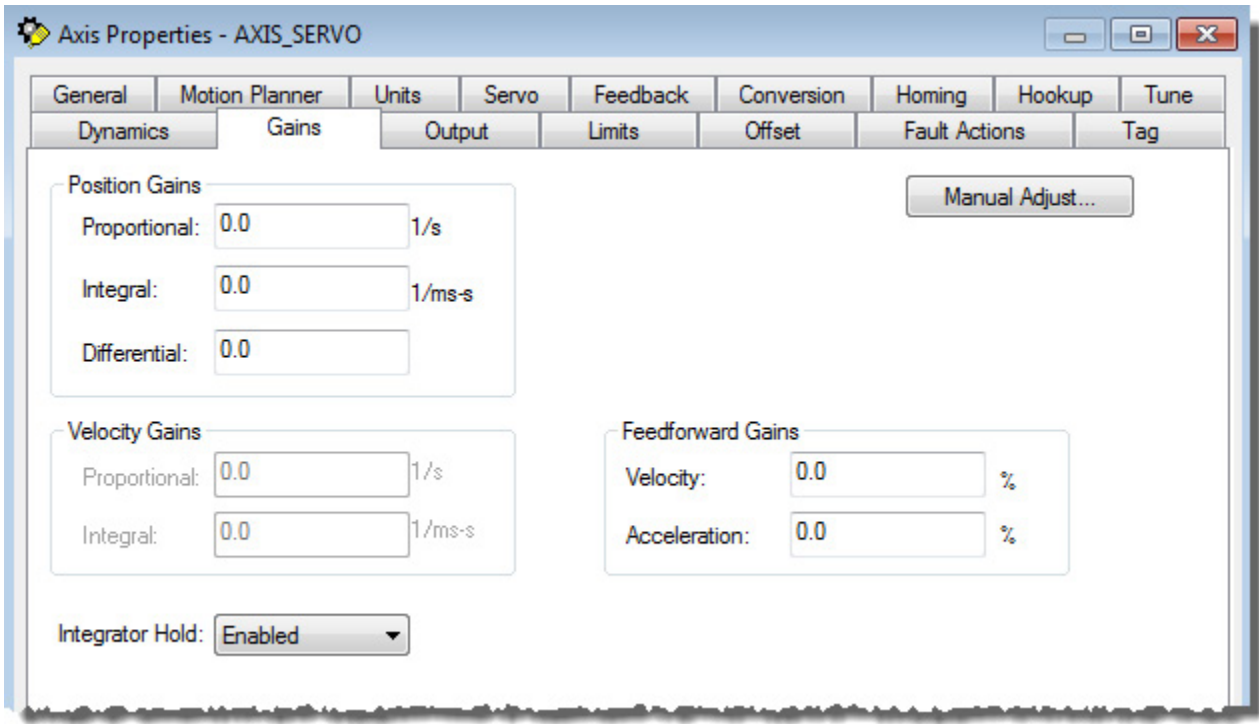 Axis Properties - AXIS_SERVO
General Motion Planner Units Servo Feedback Conversion Homing Hookup Tune
Dynamics Gains Output Limits Offset Fault Actions Tag
Position Gains
Manual Adjust...
Proportional: 0.0 1/s
Integral: 0.0 1/ms-s
Differential: 0.0
Velocity Gains
Proportional: 0.0 1/s
Integral: 0.0 1/ms-s
Feedforward Gains
Velocity: 0.0 %
Acceleration: 0.0 %
Integrator Hold: Enabled